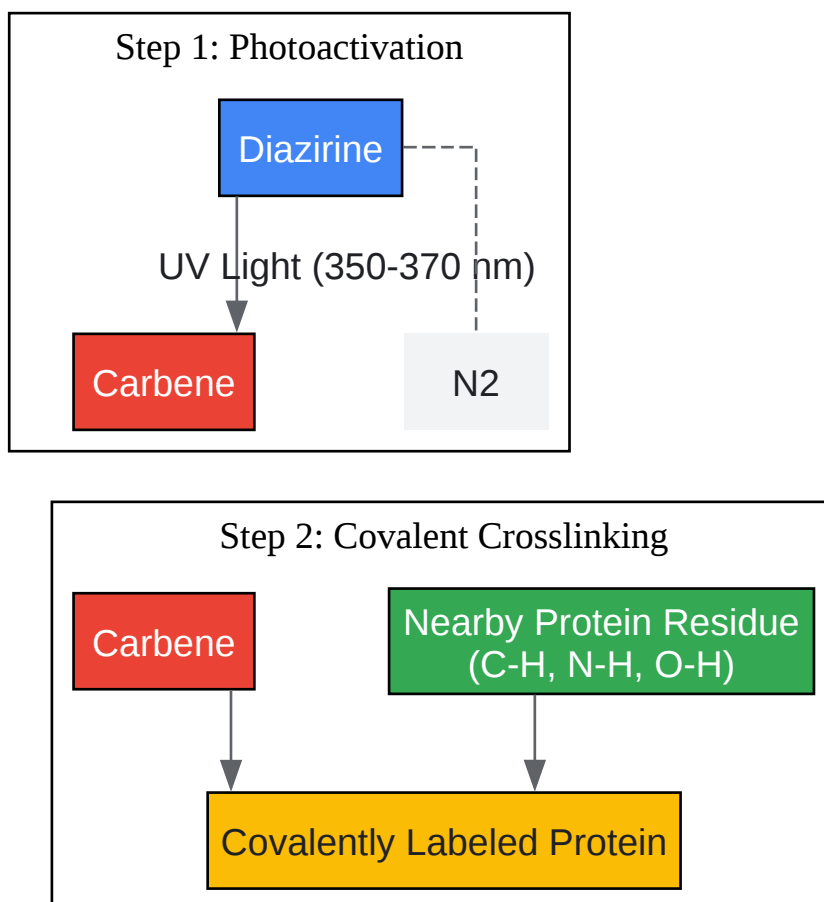 Step 1: Photoactivation
Diazirine
UV Light (350-370 nm)
Carbene
N2
Step 2: Covalent Crosslinking
Carbene
Nearby Protein Residue
(C-H, N-H, O-H)
Covalently Labeled Protein